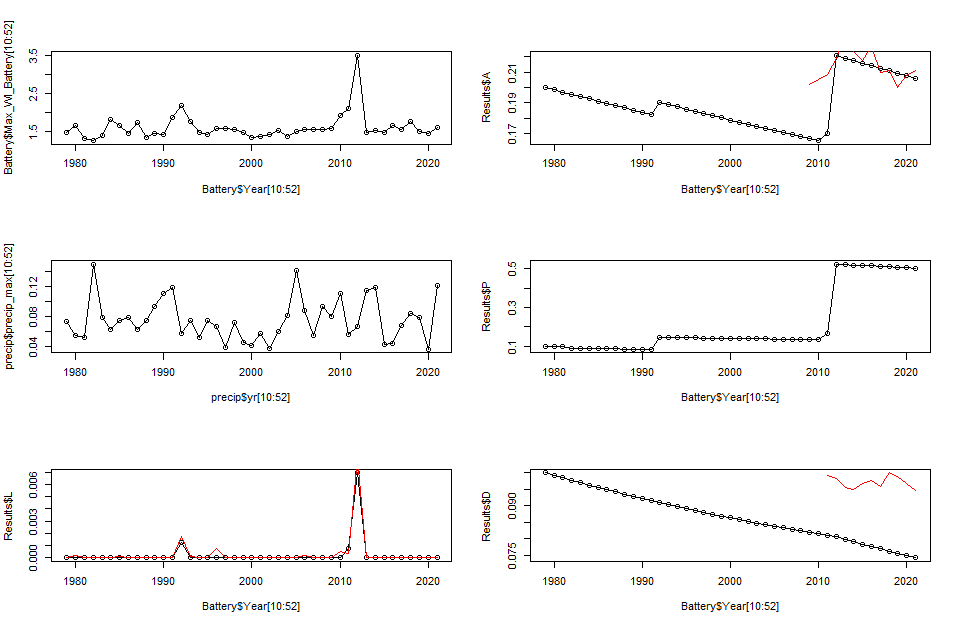 Battery$Max_Wl_Battery[10:52]
3.5
2.5
1.5
1980 1990 2000 2010 2020
Battery$Year[10:52]
Results$A
0.21
0.19
0.17
1980 1990 2000 2010 2020
Battery$Year[10:52]
precip$precip_max[10:52]
0.12
0.08
0.04
1980 1990 2000 2010 2020
precip$yr[10:52]
Results$P
0.5
0.3
0.1
1980 1990 2000 2010 2020
Battery$Year[10:52]
Results$L
0.006
0.003
0.000
1980 1990 2000 2010 2020
Battery$Year[10:52]
Results$D
0.090
0.075
1980 1990 2000 2010 2020
Battery$Year[10:52]